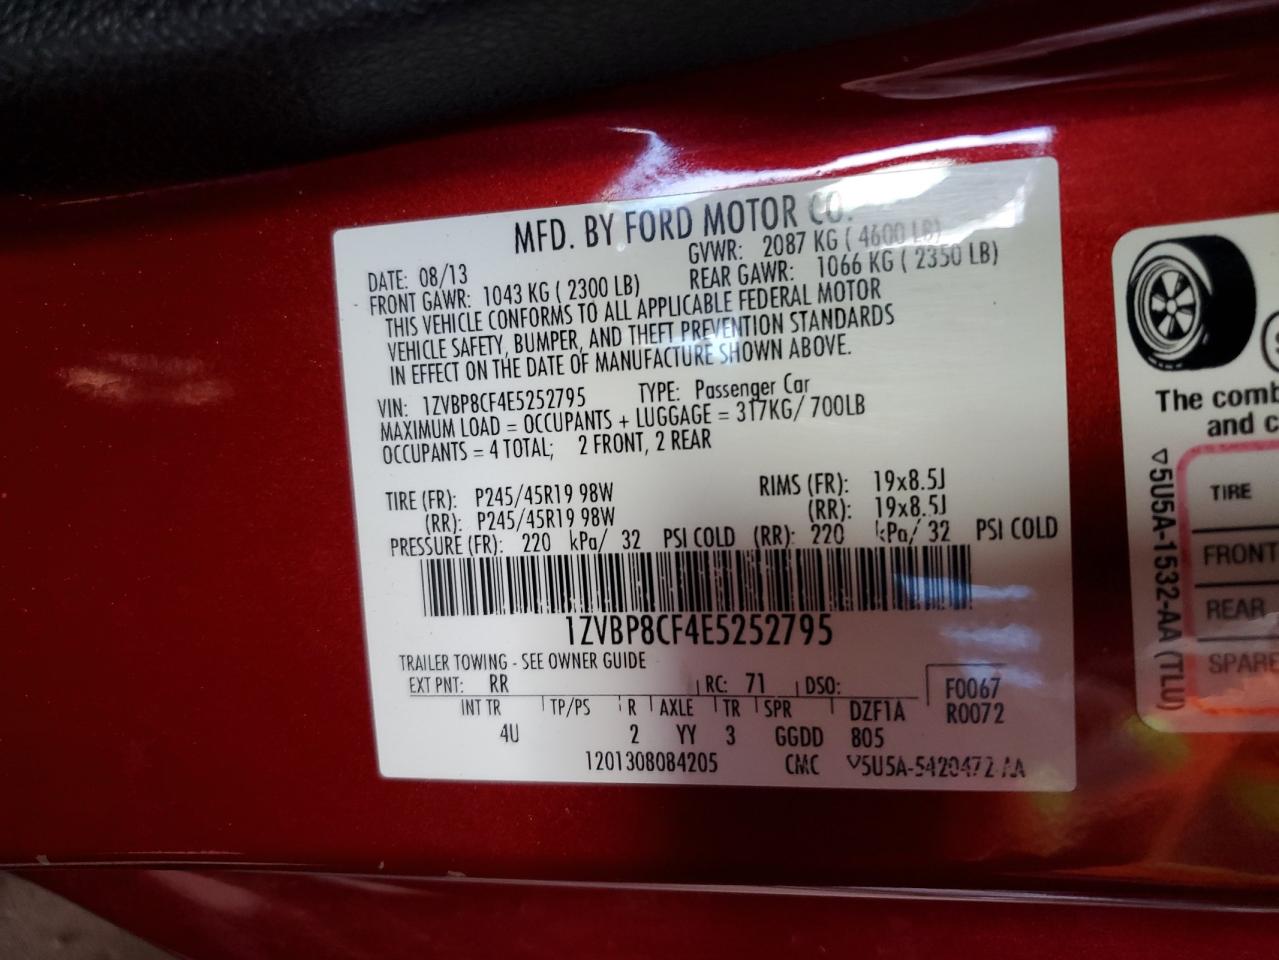 MFD. BY FORD MOTOR CO.
DATE: 08/13 GVWR: 2087 KG ( 4600 LB)
FRONT GAWR: 1043 KG ( 2300 LB) REAR GAWR: 1066 KG ( 2350 LB)
THIS VEHICLE CONFORMS TO ALL APPLICABLE FEDERAL MOTOR
VEHICLE SAFETY, BUMPER, AND THEFT PREVENTION STANDARDS
IN EFFECT ON THE DATE OF MANUFACTURE SHOWN ABOVE.
VIN: 1ZVBP8CF4E5252795 TYPE: Passenger Car
MAXIMUM LOAD = OCCUPANTS + LUGGAGE = 317KG/ 700LB
OCCUPANTS = 4 TOTAL; 2 FRONT, 2 REAR
TIRE (FR): P245/45R19 98W RIMS (FR): 19x8.5J
(RR): P245/45R19 98W (RR): 19x8.5J
PRESSURE (FR): 220 kPa/ 32 PSI COLD (RR): 220 kPa/ 32 PSI COLD
1ZVBP8CF4E5252795
TRAILER TOWING - SEE OWNER GUIDE
EXT PNT: RR RC: 71 DSO: F0067
INT TR TP/PS R AXLE TR SPR DZF1A R0072
4U 2 YY 3 GGDD 805
1201308084205 CMC V5U5A-5420472-AA
The comb
and c
TIRE
FRONT
REAR
SPARE
▽5U5A-1532-AA (TLU)